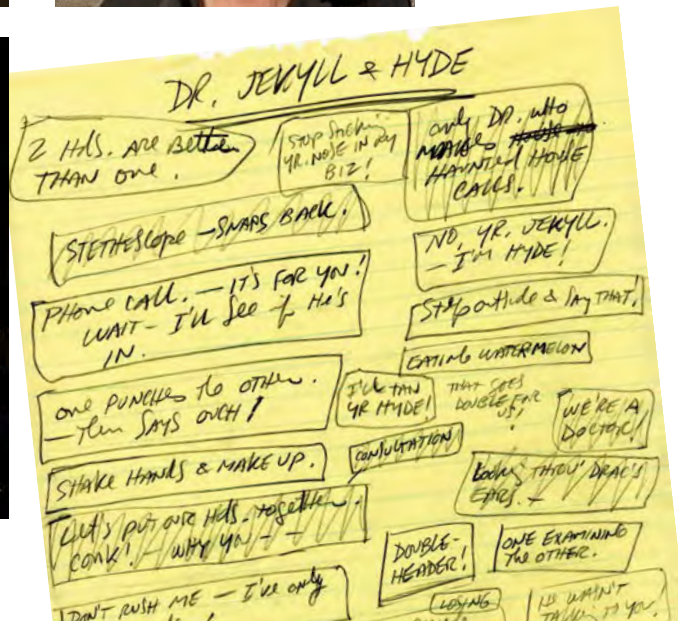 DR. JEKYLL & HYDE
2 HDS. ARE BETTER
THAN ONE.
STOP STICKIN'
YR. NOSE IN MY
BIZ!
ONLY DR. WHO
MAKES
HAUNTED HOUSE
CALLS.
STETHESCOPE - SNAPS BACK.
NO, YR. JEKYLL.
- I'M HYDE!
PHONE CALL. - IT'S FOR YOU!
WAIT - I'LL SEE IF HE'S
IN.
STEP OUTSIDE & SAY THAT!
EATING WATERMELON
ONE PUNCHES THE OTHER.
- THEN SAYS OUCH!
I'LL TAN
YR HYDE!
THAT GOES
DOUBLE FOR
US!
WE'RE A
DOCTOR!
SHAKE HANDS & MAKE UP.
CONSULTATION
LOOKING THROU' DRAC'S
EARS. -
LET'S PUT OUR HDS. TOGETHER.
CONK! - WHY YOU - -
DOUBLE-
HEADER!
ONE EXAMINING
THE OTHER.
DON'T RUSH ME - I'VE ONLY
LOSING
HE WASN'T
TALKING TO YOU!